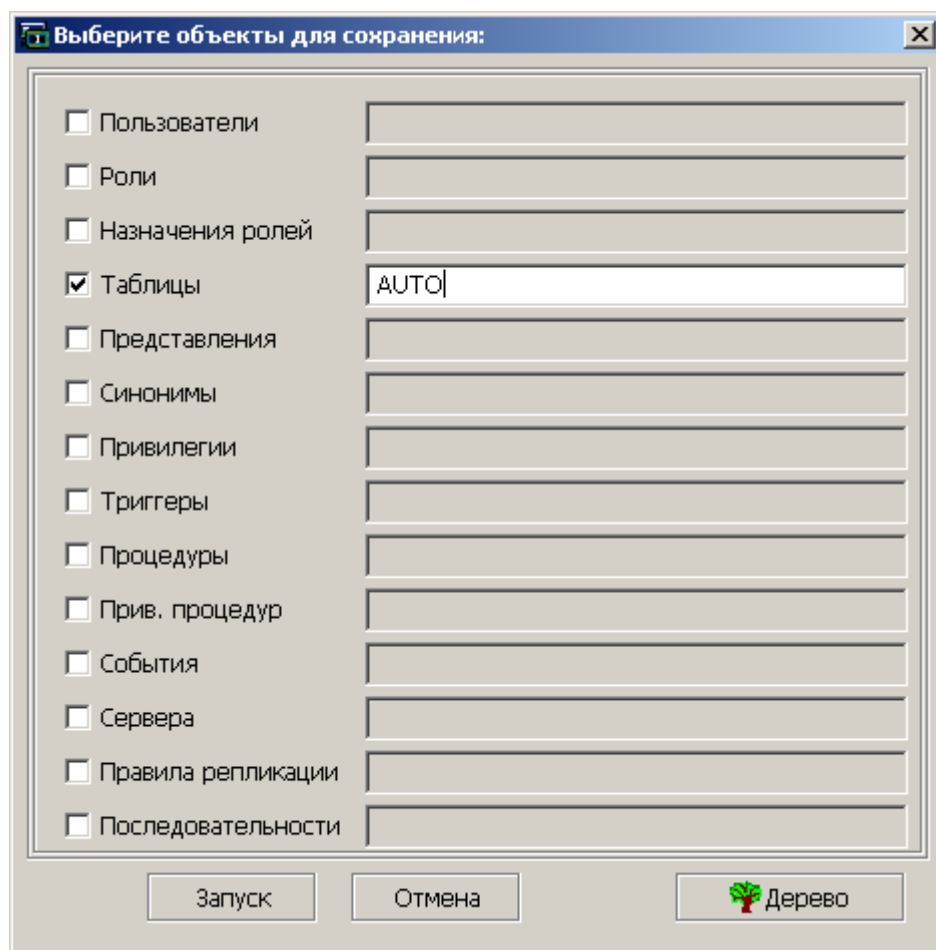 Выберите объекты для сохранения:
Пользователи
Роли
Назначения ролей
Таблицы AUTO
Представления
Синонимы
Привилегии
Триггеры
Процедуры
Прив. процедур
События
Сервера
Правила репликации
Последовательности
Запуск Отмена Дерево